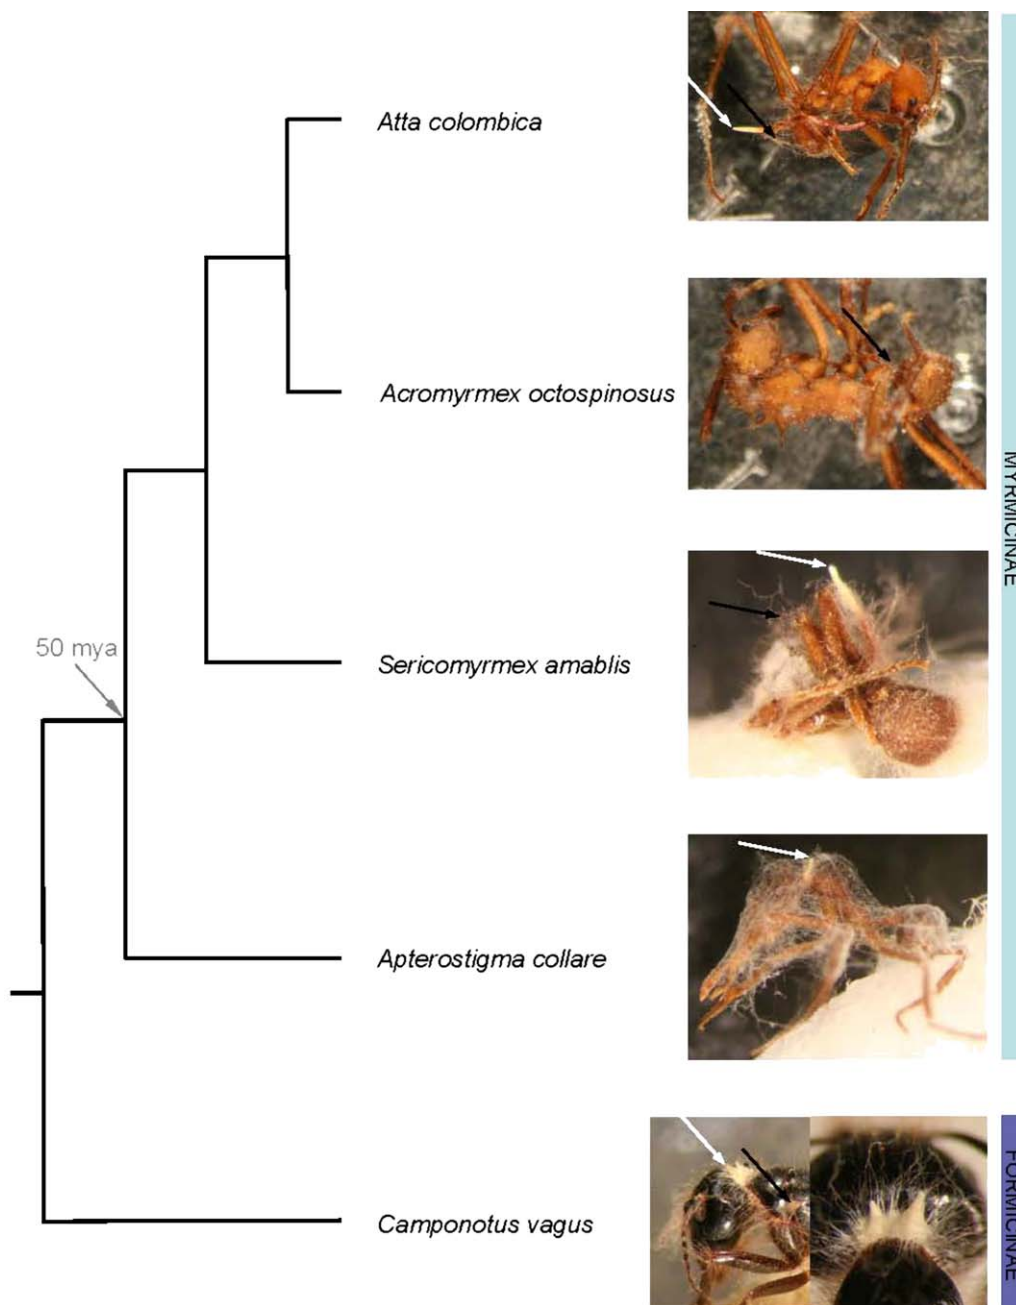 Atta colombica
Acromyrmex octospinosus
MYRMICINAE
50 mya
Sericomyrmex amablis
Apterostigma collare
Camponotus vagus
FORMICINAE